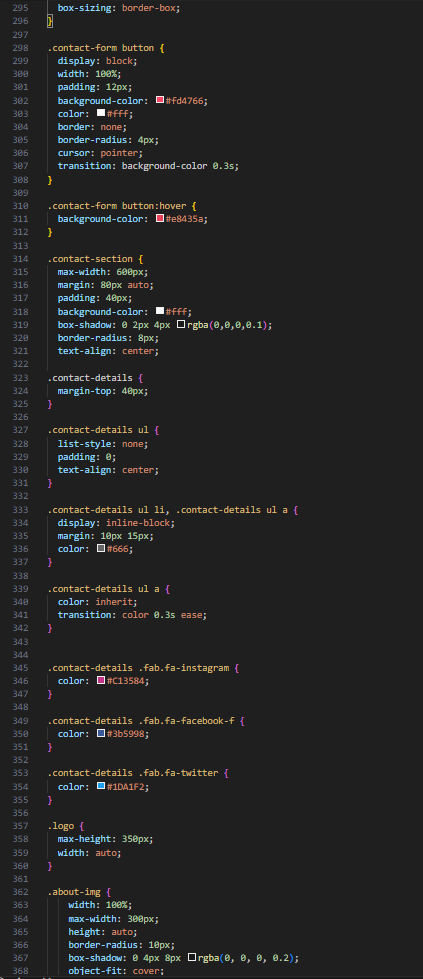 295 box-sizing: border-box;
296 }
297
298 .contact-form button {
299 display: block;
300 width: 100%;
301 padding: 12px;
302 background-color: #fd4766;
303 color: #fff;
304 border: none;
305 border-radius: 4px;
306 cursor: pointer;
307 transition: background-color 0.3s;
308 }
309
310 .contact-form button:hover {
311 background-color: #e8435a;
312 }
313
314 .contact-section {
315 max-width: 600px;
316 margin: 80px auto;
317 padding: 40px;
318 background-color: #fff;
319 box-shadow: 0 2px 4px rgba(0,0,0,0.1);
320 border-radius: 8px;
321 text-align: center;
322
323 .contact-details {
324 margin-top: 40px;
325 }
326
327 .contact-details ul {
328 list-style: none;
329 padding: 0;
330 text-align: center;
331 }
332
333 .contact-details ul li, .contact-details ul a {
334 display: inline-block;
335 margin: 10px 15px;
336 color: #666;
337 }
338
339 .contact-details ul a {
340 color: inherit;
341 transition: color 0.3s ease;
342 }
343
344
345 .contact-details .fab.fa-instagram {
346 color: #C13584;
347 }
348
349 .contact-details .fab.fa-facebook-f {
350 color: #3b5998;
351 }
352
353 .contact-details .fab.fa-twitter {
354 color: #1DA1F2;
355 }
356
357 .logo {
358 max-height: 350px;
359 width: auto;
360 }
361
362 .about-img {
363 width: 100%;
364 max-width: 300px;
365 height: auto;
366 border-radius: 10px;
367 box-shadow: 0 4px 8px rgba(0, 0, 0, 0.2);
368 object-fit: cover;